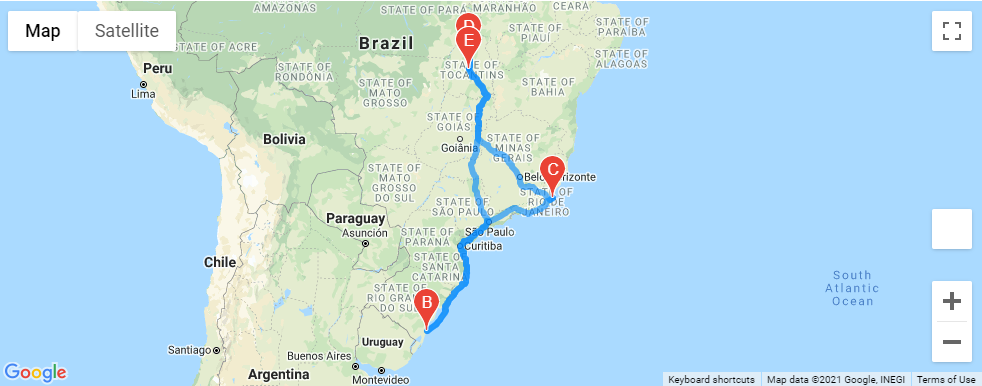 Map
Satellite
STATE OF PARÁ
MARANHÃO
AMAZONAS
D
E
Brazil
STATE OF PIAUÍ
STATE OF PARAÍBA
STATE OF ACRE
STATE OF RONDÔNIA
STATE OF TOCANTINS
STATE OF ALAGOAS
Peru
Lima
STATE OF MATO GROSSO
STATE OF BAHIA
STATE OF GOIÁS
Bolivia
Goiânia
STATE OF MINAS GERAIS
C
Belo Horizonte
STATE OF MATO GROSSO DO SUL
STATE OF RIO DE JANEIRO
STATE OF SÃO PAULO
Paraguay
Asunción
São Paulo
STATE OF PARANÁ
Curitiba
Chile
STATE OF SANTA CATARINA
South Atlantic Ocean
STATE OF RIO GRANDE DO SUL
B
Uruguay
Santiago
Buenos Aires
Argentina
Montevideo
Google
Keyboard shortcuts
Map data ©2021 Google, INEGI
Terms of Use